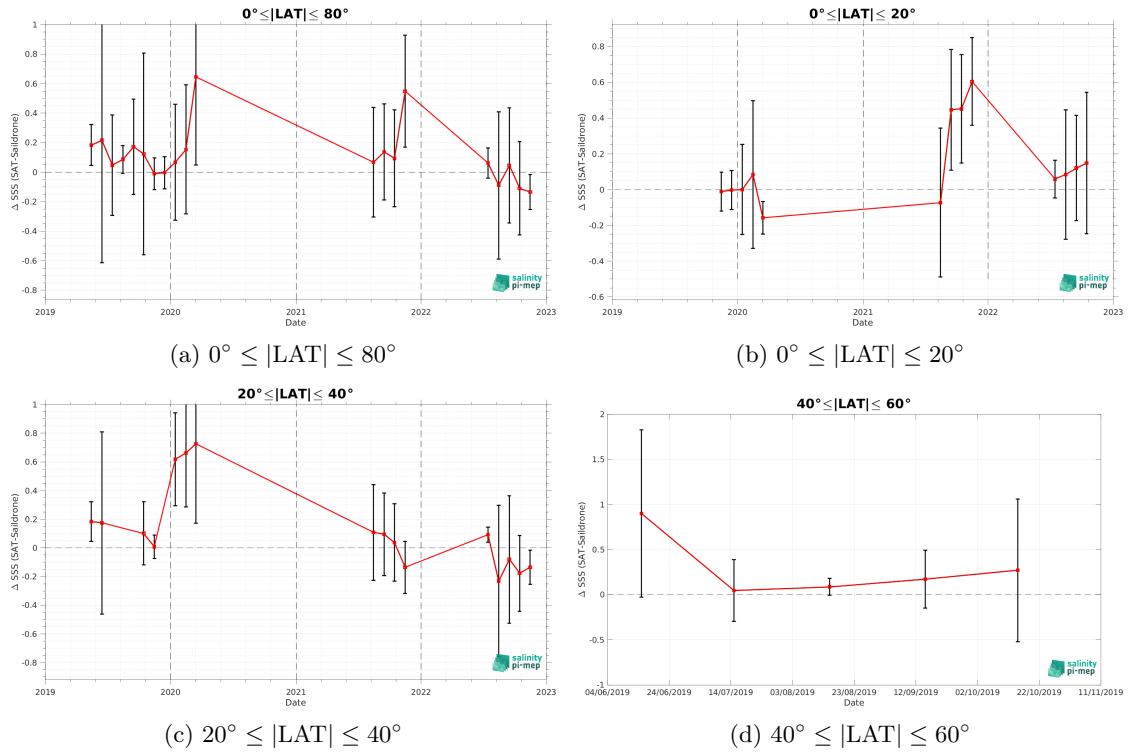 0°≤|LAT|≤ 80°
1
0.8
0.6
0.4
0.2
0
-0.2
-0.4
-0.6
-0.8
Δ SSS (SAT-Saildrone)
2019
2020
2021
2022
2023
Date
salinity
pi-mep
(a) 0° ≤ |LAT| ≤ 80°
0°≤|LAT|≤ 20°
0.8
0.6
0.4
0.2
0
-0.2
-0.4
-0.6
Δ SSS (SAT-Saildrone)
2019
2020
2021
2022
2023
Date
salinity
pi-mep
(b) 0° ≤ |LAT| ≤ 20°
20°≤|LAT|≤ 40°
1
0.8
0.6
0.4
0.2
0
-0.2
-0.4
-0.6
-0.8
Δ SSS (SAT-Saildrone)
2019
2020
2021
2022
2023
Date
salinity
pi-mep
(c) 20° ≤ |LAT| ≤ 40°
40°≤|LAT|≤ 60°
2
1.5
1
0.5
0
-0.5
-1
Δ SSS (SAT-Saildrone)
04/06/2019
24/06/2019
14/07/2019
03/08/2019
23/08/2019
12/09/2019
02/10/2019
22/10/2019
11/11/2019
Date
salinity
pi-mep
(d) 40° ≤ |LAT| ≤ 60°